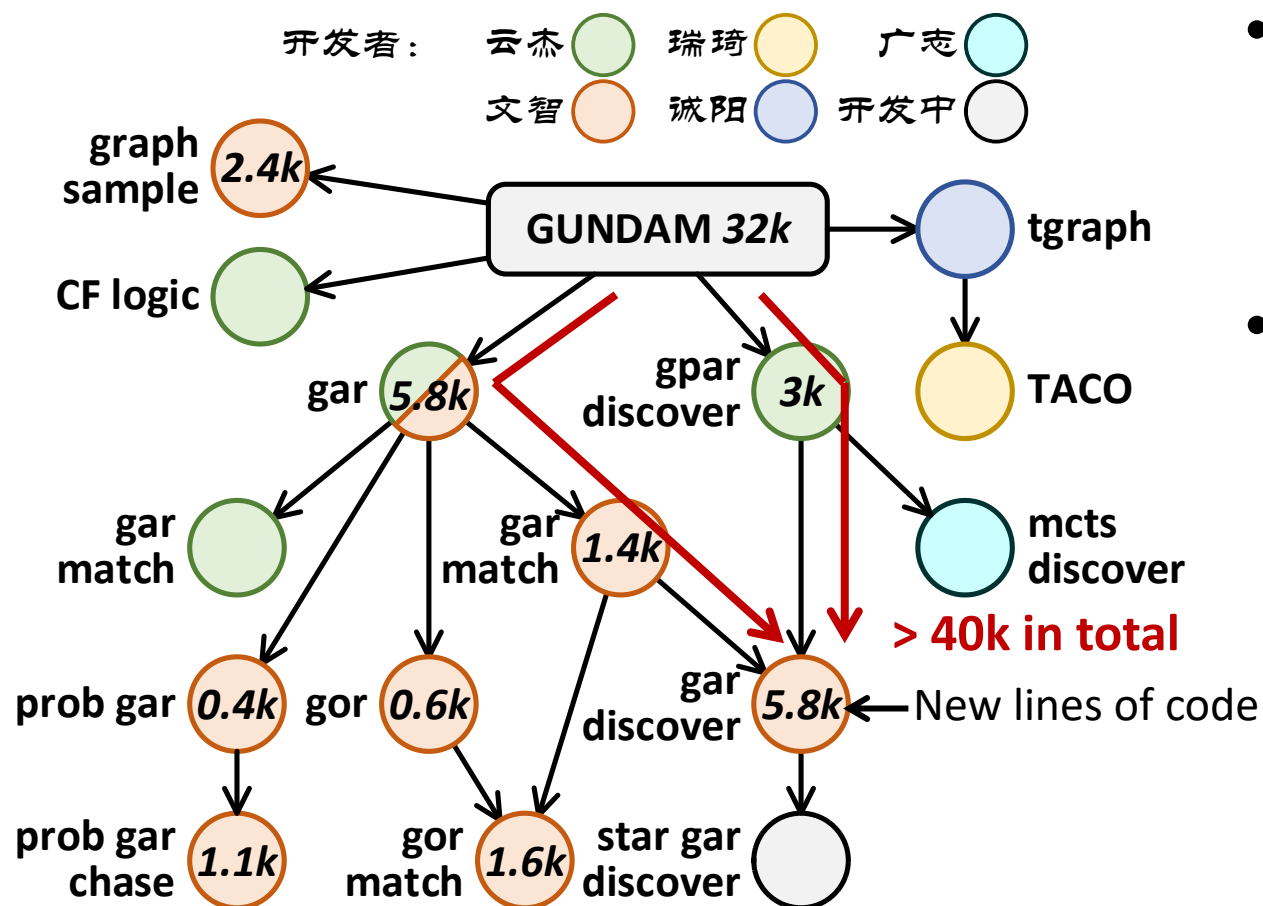 开发者： 云杰 瑞琦 广志
文智 诚阳 开发中
graph
sample
2.4k
GUNDAM 32k
tgraph
CF logic
gar
5.8k
gpar
discover
3k
TACO
gar
match
gar
match
1.4k
mcts
discover
> 40k in total
prob gar
0.4k
gor
0.6k
gar
discover
5.8k
New lines of code
prob gar
chase
1.1k
gor
match
1.6k
star gar
discover